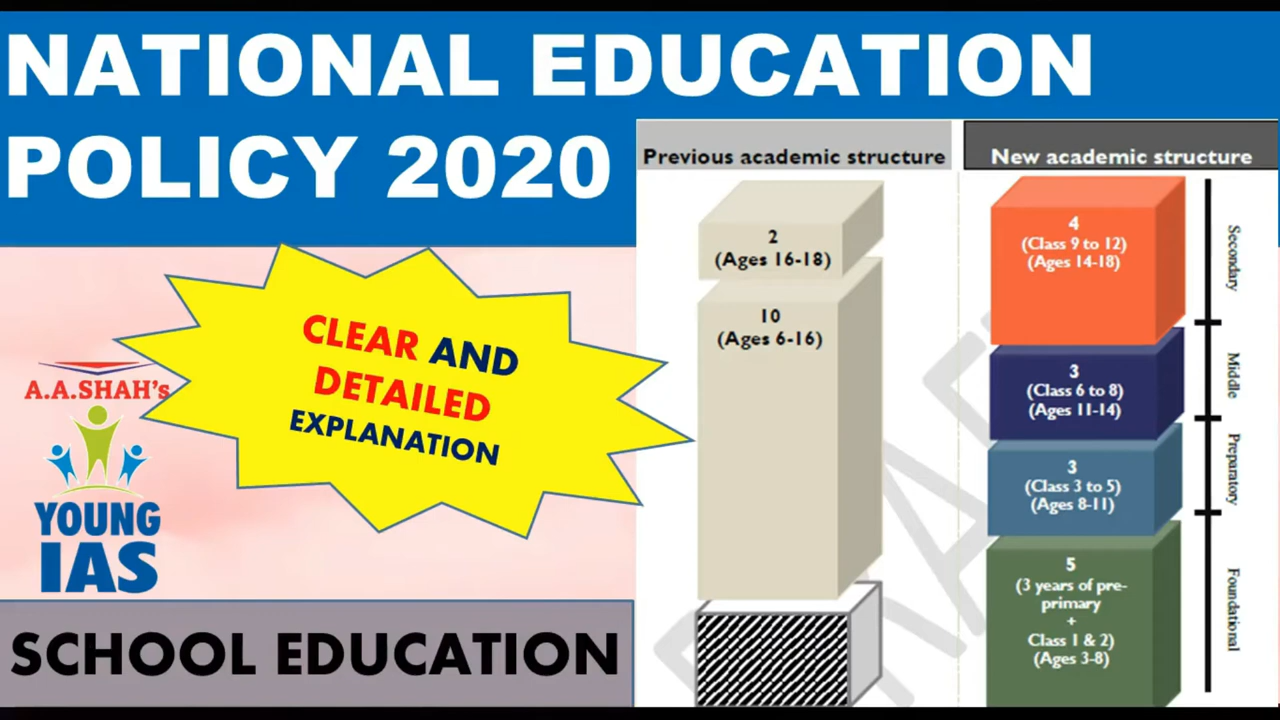 NATIONAL EDUCATION
POLICY 2020
Previous academic structure
2
(Ages 16-18)
10
(Ages 6-16)
New academic structure
4
(Class 9 to 12)
(Ages 14-18)
Secondary
3
(Class 6 to 8)
(Ages 11-14)
Middle
3
(Class 3 to 5)
(Ages 8-11)
Preparatory
5
(3 years of pre-
primary
+
Class 1 & 2)
(Ages 3-8)
Foundational
CLEAR AND
DETAILED
EXPLANATION
A.A.SHAH's
YOUNG
IAS
SCHOOL EDUCATION